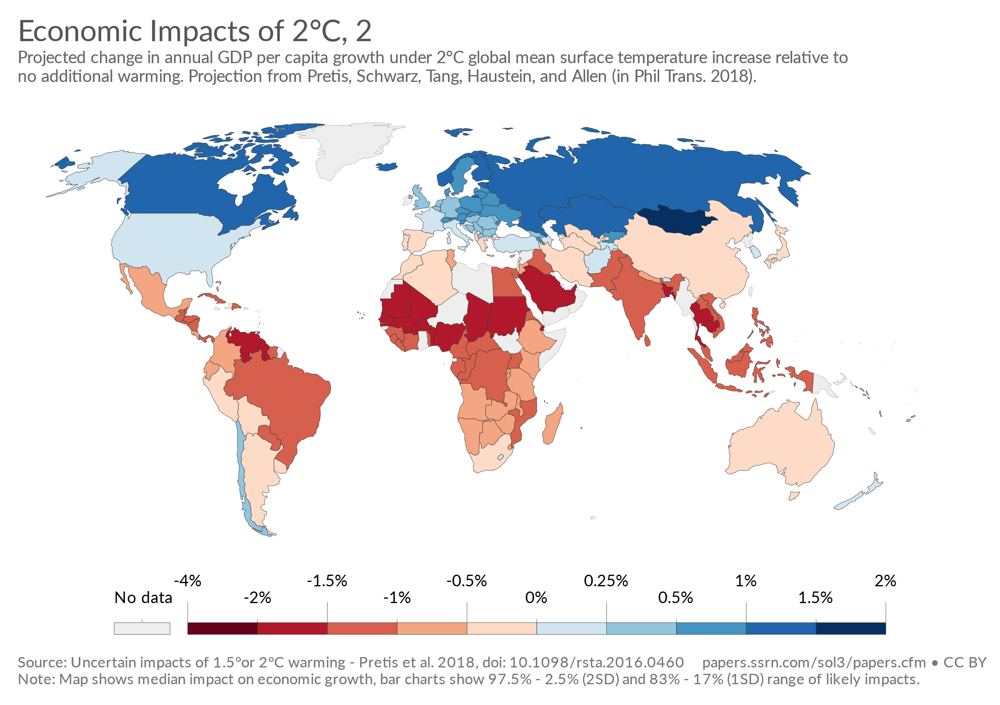 Economic Impacts of 2°C, 2
Projected change in annual GDP per capita growth under 2°C global mean surface temperature increase relative to
no additional warming. Projection from Pretis, Schwarz, Tang, Haustein, and Allen (in Phil Trans. 2018).
-4% -1.5% -0.5% 0.25% 1% 2%
No data -2% -1% 0% 0.5% 1.5%
Source: Uncertain impacts of 1.5°or 2°C warming - Pretis et al. 2018, doi: 10.1098/rsta.2016.0460 papers.ssrn.com/sol3/papers.cfm • CC BY
Note: Map shows median impact on economic growth, bar charts show 97.5% - 2.5% (2SD) and 83% - 17% (1SD) range of likely impacts.